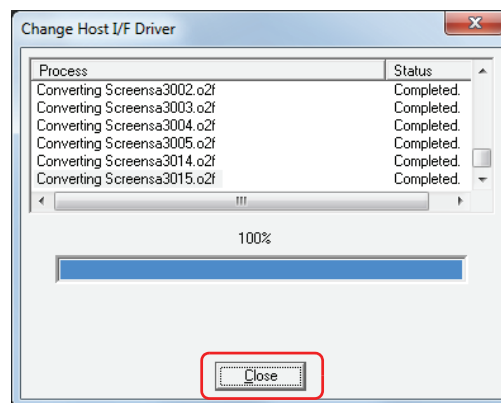 Change Host I/F Driver
Process Status
Converting Screensa3002.o2f Completed.
Converting Screensa3003.o2f Completed.
Converting Screensa3004.o2f Completed.
Converting Screensa3005.o2f Completed.
Converting Screensa3014.o2f Completed.
Converting Screensa3015.o2f Completed.
100%
Close